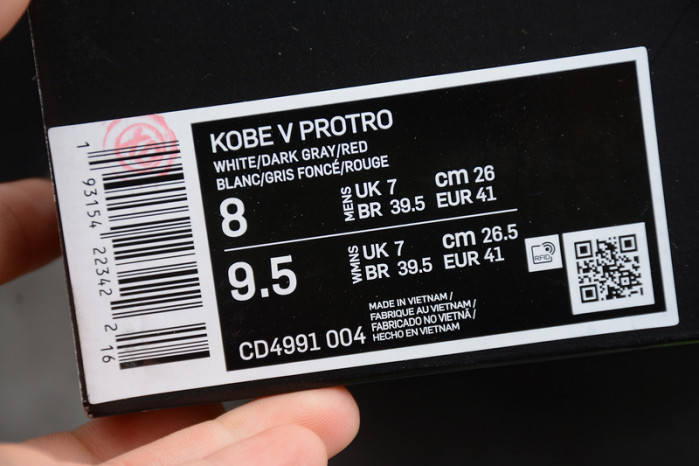 KOBE V PROTRO
WHITE/DARK GRAY/RED
BLANC/GRIS FONCÉ/ROUGE
8 MENS UK 7 cm 26
BR 39.5 EUR 41
9.5 WMNS UK 7 cm 26.5
BR 39.5 EUR 41
RFID
MADE IN VIETNAM/
FABRIQUE AU VIETNAM/
FABRICADO NO VIETNÃ/
HECHO EN VIETNAM
CD4991 004
1 93154 22342 2 16